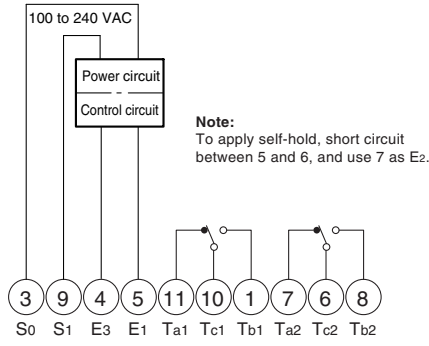 100 to 240 VAC
Power circuit
Control circuit
Note:
To apply self-hold, short circuit
between 5 and 6, and use 7 as E2.
3 9 4 5 11 10 1 7 6 8
S0 S1 E3 E1 Ta1 Tc1 Tb1 Ta2 Tc2 Tb2